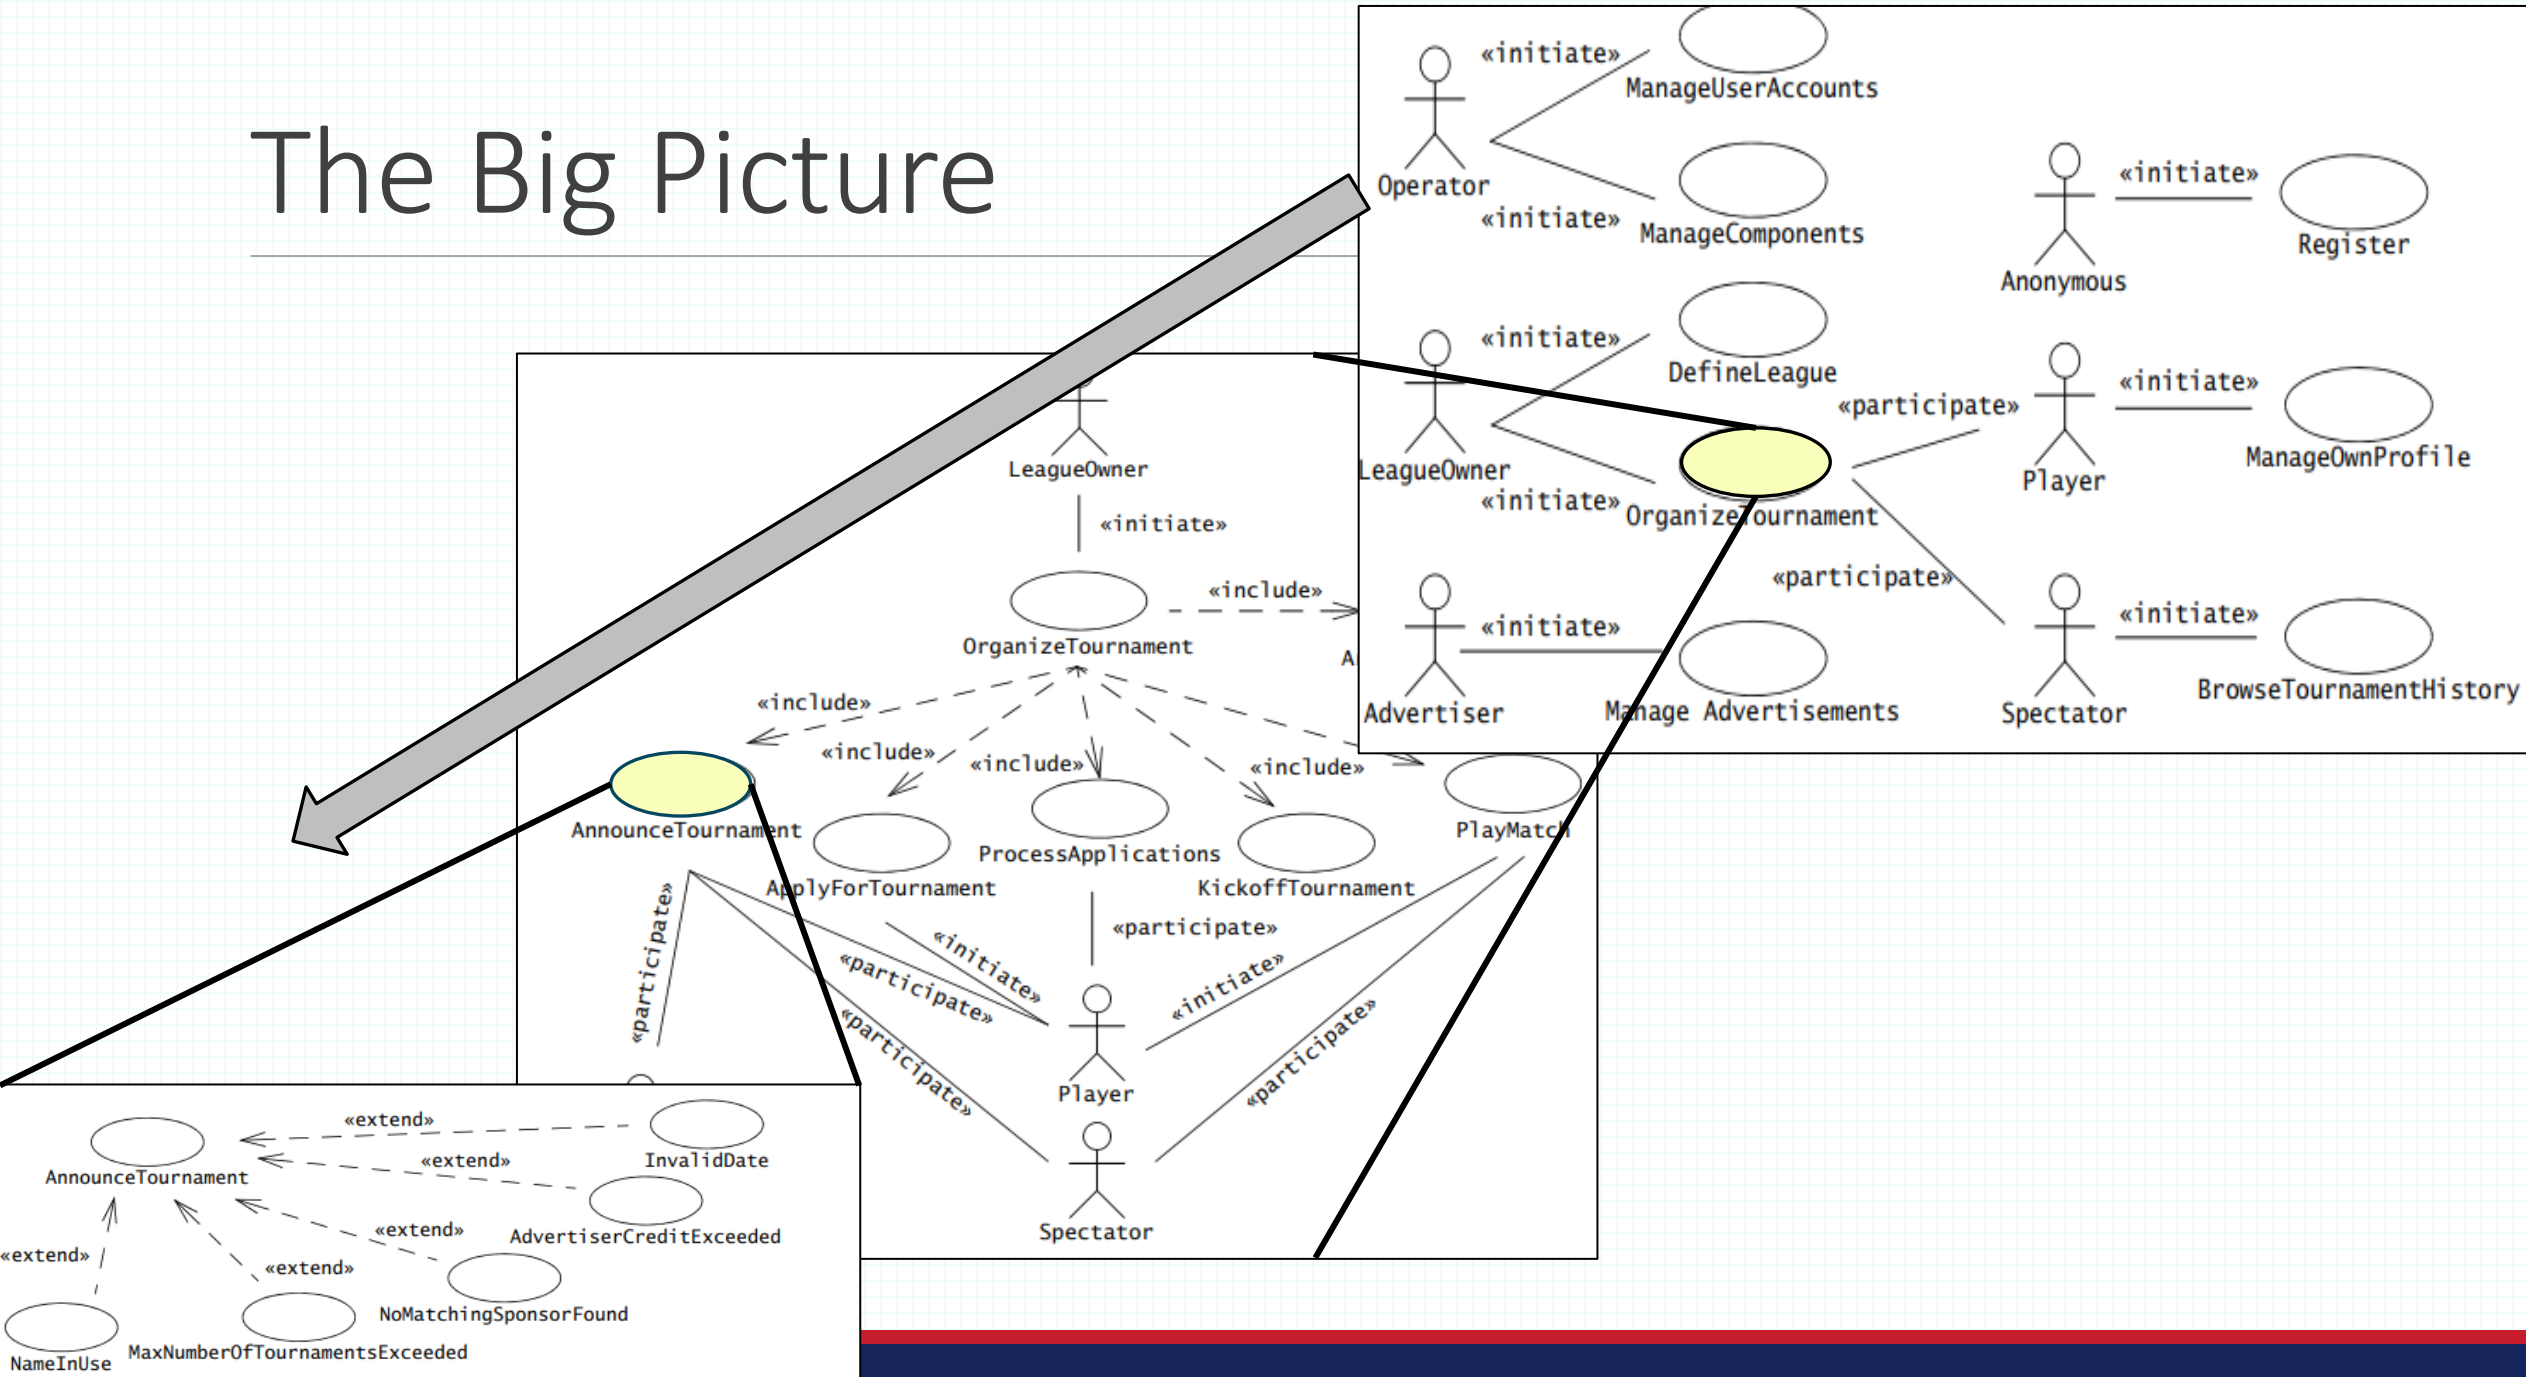 The Big Picture
«initiate»
ManageUserAccounts
Operator
«initiate»
ManageComponents
«initiate»
Register
Anonymous
«initiate»
DefineLeague
LeagueOwner
«initiate»
OrganizeTournament
«participate»
Player
«initiate»
ManageOwnProfile
«participate»
«initiate»
Advertiser
Manage Advertisements
Spectator
«initiate»
BrowseTournamentHistory
LeagueOwner
«initiate»
«include»
OrganizeTournament
A
«include»
«include»
«include»
«include»
AnnounceTournament
ApplyForTournament
ProcessApplications
KickoffTournament
PlayMatch
«participate»
«initiate»
«participate»
«participate»
«participate»
«initiate»
«participate»
Player
Spectator
«extend»
InvalidDate
AnnounceTournament
«extend»
AdvertiserCreditExceeded
«extend»
«extend»
«extend»
NoMatchingSponsorFound
MaxNumberOfTournamentsExceeded
NameInUse